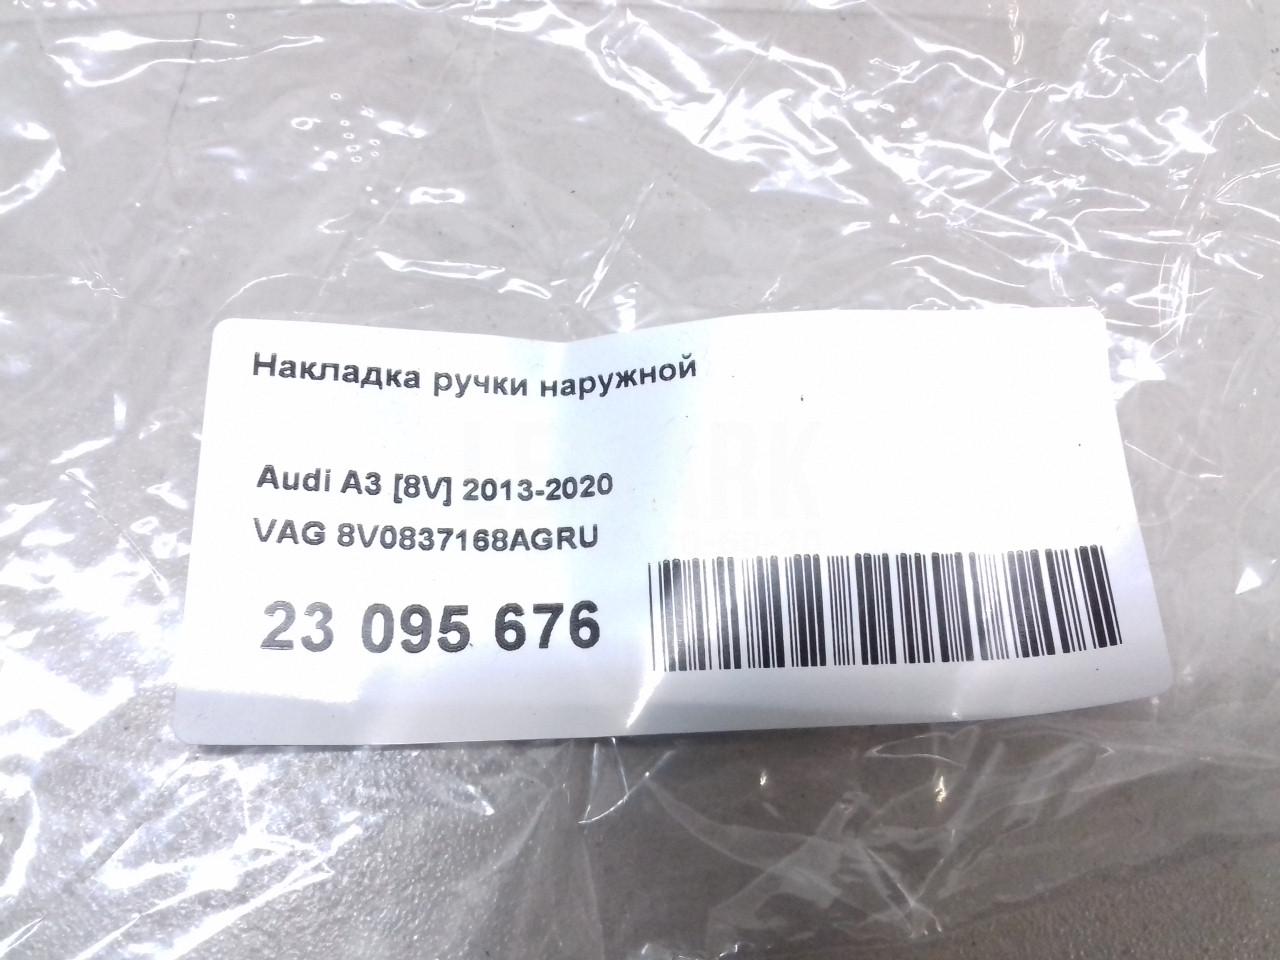 Накладка ручки наружной
Audi A3 [8V] 2013-2020
VAG 8V0837168AGRU
23 095 676